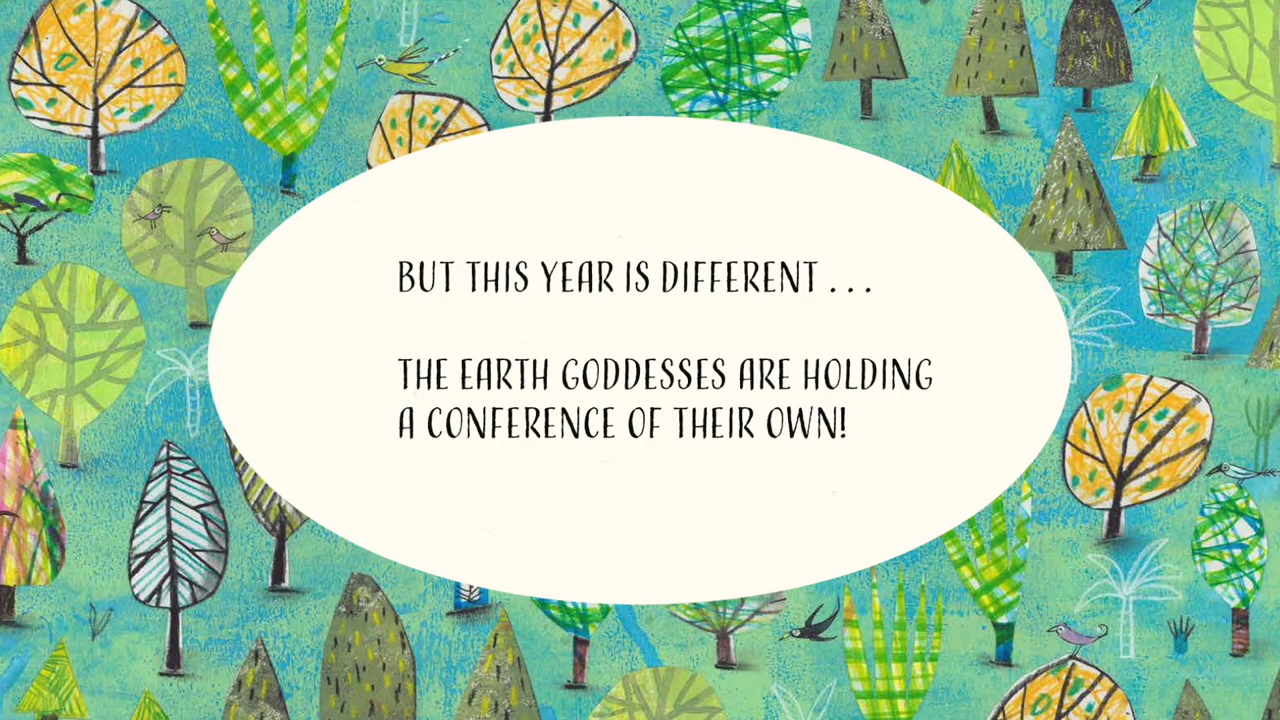 BUT THIS YEAR IS DIFFERENT . . .
THE EARTH GODDESSES ARE HOLDING
A CONFERENCE OF THEIR OWN!